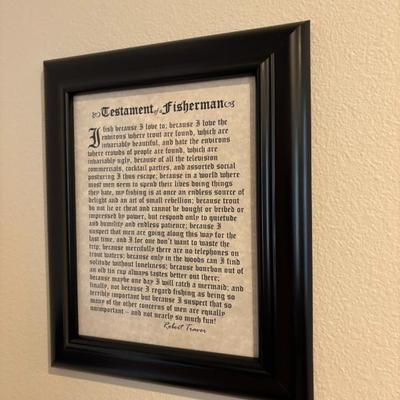 Testament of a Fisherman
I fish because I love to; because I love the
environs where trout are found, which are
invariably beautiful, and hate the environs
where crowds of people are found, which are
invariably ugly, because of all the television
commercials, cocktail parties, and assorted social
posturing I thus escape; because in a world where
most men seem to spend their lives doing things
they hate, my fishing is at once an endless source of
delight and an act of small rebellion; because trout
do not lie or cheat and cannot be bought or bribed or
impressed by power, but respond only to quietude
and humility and endless patience; because I
suspect that men are going along this way for the
last time, and I for one don't want to waste the
trip; because mercifully there are no telephones on
trout waters; because only in the woods can I find
solitude without loneliness; because bourbon out of
an old tin cup always tastes better out there;
because maybe one day I will catch a mermaid; and
finally, not because I regard fishing as being so
terribly important but because I suspect that so
many of the other concerns of men are equally
unimportant – and not nearly so much fun!
Robert Traver